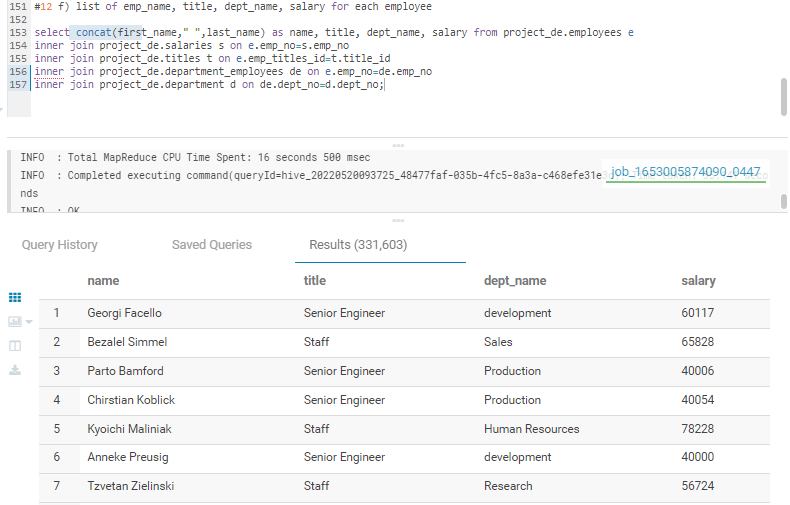 151 #12 f) list of emp_name, title, dept_name, salary for each employee
152
153 select concat(first_name," ",last_name) as name, title, dept_name, salary from project_de.employees e
154 inner join project_de.salaries s on e.emp_no=s.emp_no
155 inner join project_de.titles t on e.emp_titles_id=t.title_id
156 inner join project_de.department_employees de on e.emp_no=de.emp_no
157 inner join project_de.department d on de.dept_no=d.dept_no;
INFO : Total MapReduce CPU Time Spent: 16 seconds 500 msec
INFO : Completed executing command(queryId=hive_20220520093725_48477faf-035b-4fc5-8a3a-c468efe31e
job_1653005874090_0447
nds
INFO : OK
Query History Saved Queries Results (331,603)
name title dept_name salary
1 Georgi Facello Senior Engineer development 60117
2 Bezalel Simmel Staff Sales 65828
3 Parto Bamford Senior Engineer Production 40006
4 Chirstian Koblick Senior Engineer Production 40054
5 Kyoichi Maliniak Staff Human Resources 78228
6 Anneke Preusig Senior Engineer development 40000
7 Tzvetan Zielinski Staff Research 56724